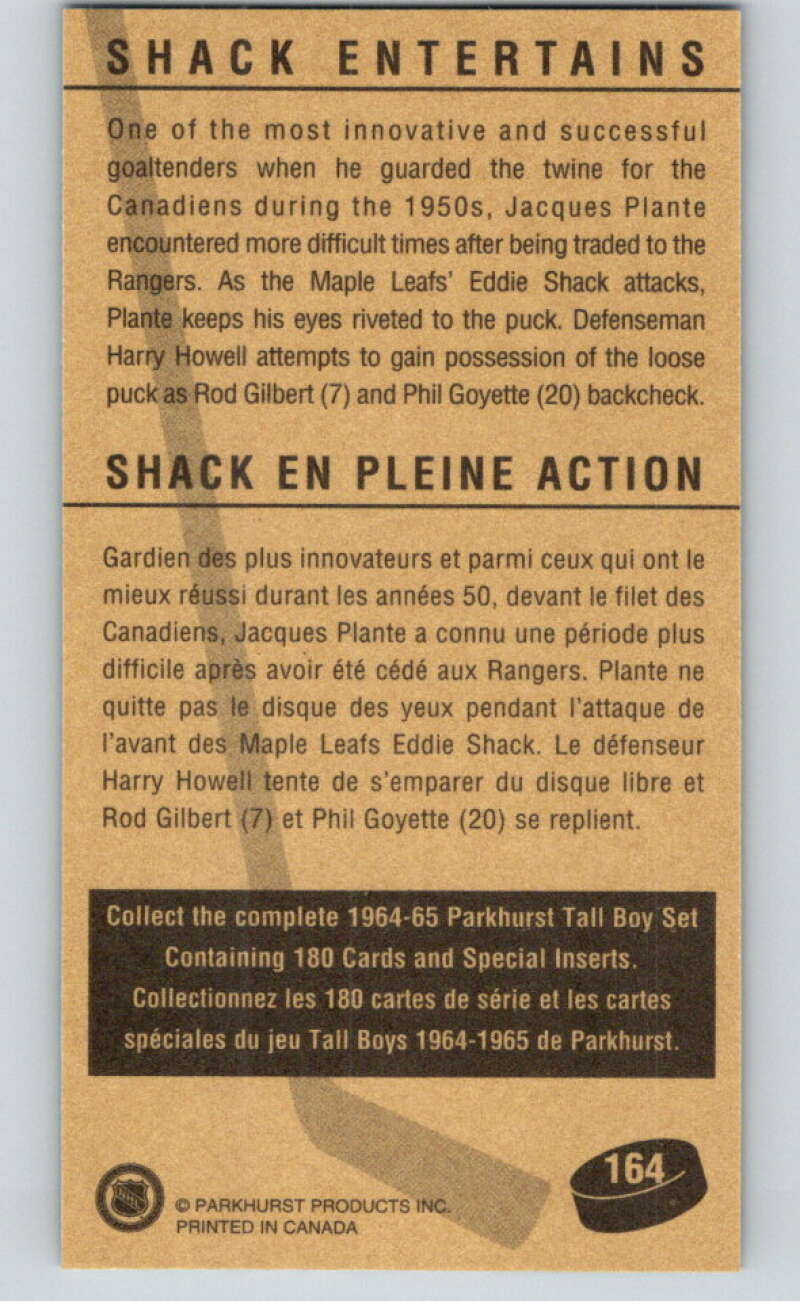 SHACK ENTERTAINS
One of the most innovative and successful
goaltenders when he guarded the twine for the
Canadiens during the 1950s, Jacques Plante
encountered more difficult times after being traded to the
Rangers. As the Maple Leafs' Eddie Shack attacks,
Plante keeps his eyes riveted to the puck. Defenseman
Harry Howell attempts to gain possession of the loose
puck as Rod Gilbert (7) and Phil Goyette (20) backcheck.
SHACK EN PLEINE ACTION
Gardien des plus innovateurs et parmi ceux qui ont le
mieux réussi durant les années 50, devant le filet des
Canadiens, Jacques Plante a connu une période plus
difficile après avoir été cédé aux Rangers. Plante ne
quitte pas le disque des yeux pendant l'attaque de
l'avant des Maple Leafs Eddie Shack. Le défenseur
Harry Howell tente de s'emparer du disque libre et
Rod Gilbert (7) et Phil Goyette (20) se replient.
Collect the complete 1964-65 Parkhurst Tall Boy Set
Containing 180 Cards and Special Inserts.
Collectionnez les 180 cartes de série et les cartes
spéciales du jeu Tall Boys 1964-1965 de Parkhurst.
164
© PARKHURST PRODUCTS INC.
PRINTED IN CANADA